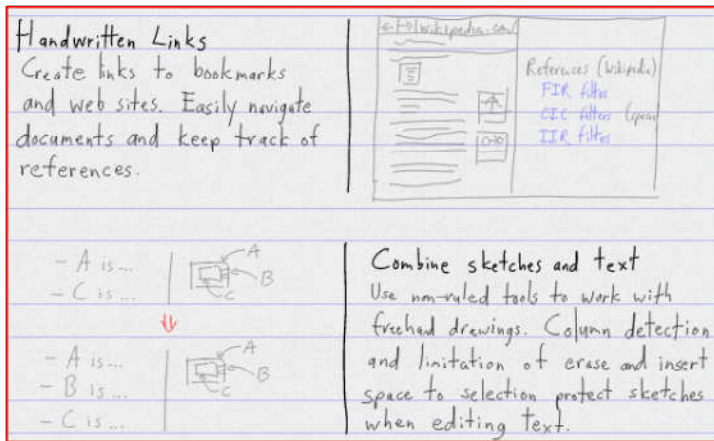 Handwritten Links
Create links to bookmarks
and web sites. Easily navigate
documents and keep track of
references.
wikipedia.com/
References (Wikipedia)
FIR filter
CIC filters
IIR filter
- A is...
- C is...
A
B
C
- A is...
- B is...
- C is...
A
B
C
Combine sketches and text
Use non-ruled tools to work with
freehad drawings. Column detection
and limitation of erase and insert
space to selection protect sketches
when editing text.